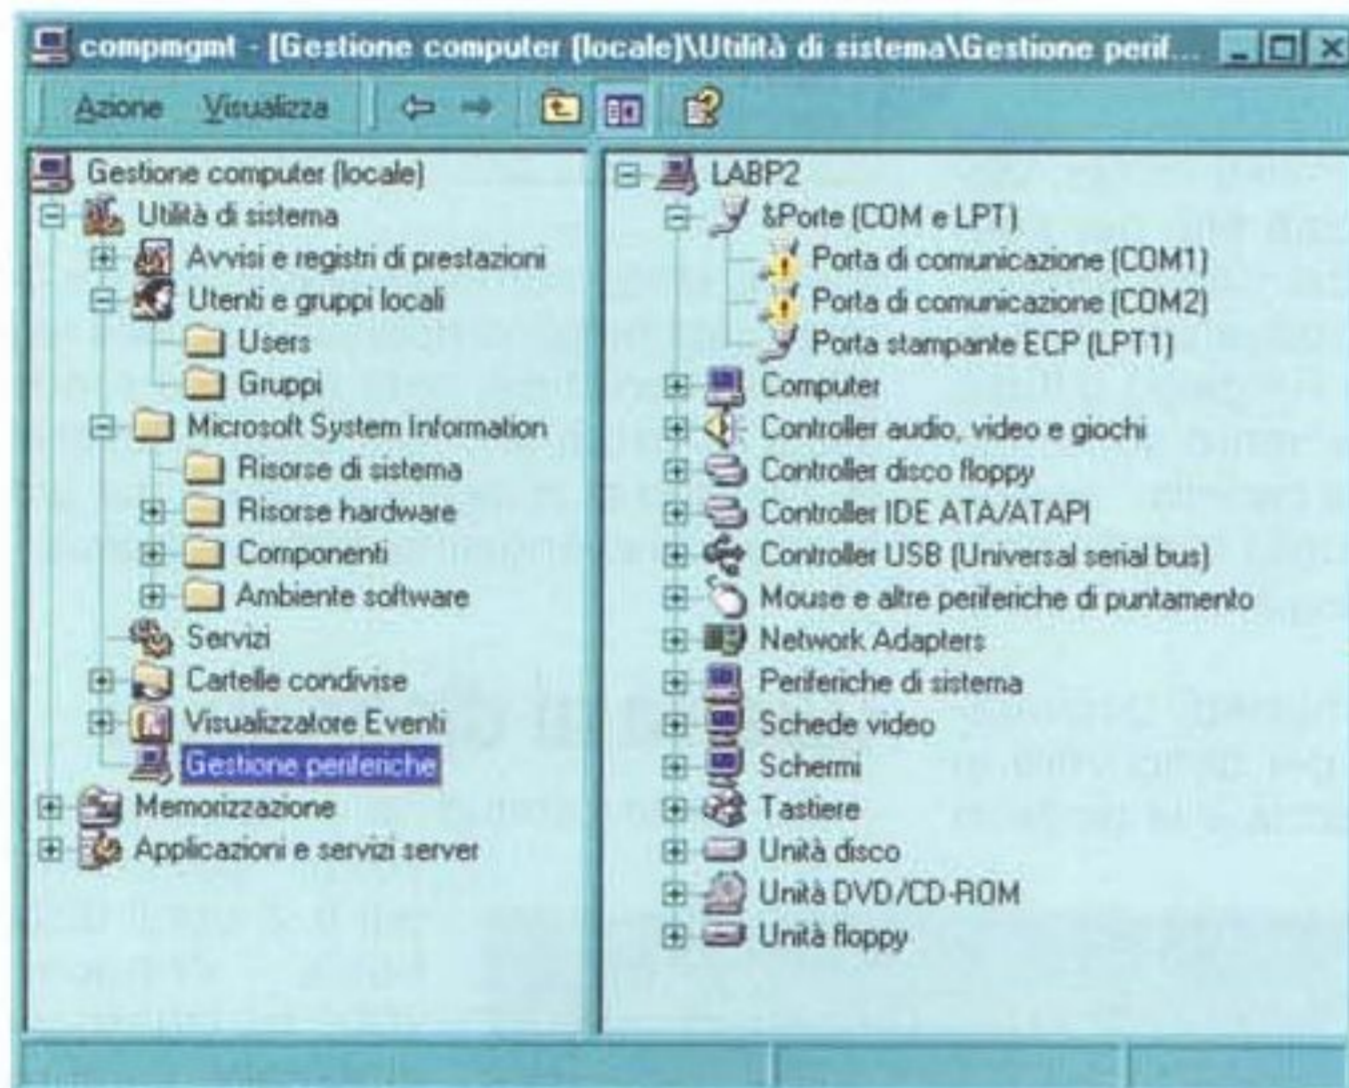 compmgmt - [Gestione computer (locale)\Utilità di sistema\Gestione perif...
Azione Visualizza
Gestione computer (locale)
Utilità di sistema
Avvisi e registri di prestazioni
Utenti e gruppi locali
Users
Gruppi
Microsoft System Information
Risorse di sistema
Risorse hardware
Componenti
Ambiente software
Servizi
Cartelle condivise
Visualizzatore Eventi
Gestione periferiche
Memorizzazione
Applicazioni e servizi server
LABP2
&Porte (COM e LPT)
Porta di comunicazione (COM1)
Porta di comunicazione (COM2)
Porta stampante ECP (LPT1)
Computer
Controller audio, video e giochi
Controller disco floppy
Controller IDE ATA/ATAPI
Controller USB (Universal serial bus)
Mouse e altre periferiche di puntamento
Network Adapters
Periferiche di sistema
Schede video
Schermi
Tastiere
Unità disco
Unità DVD/CD-ROM
Unità floppy